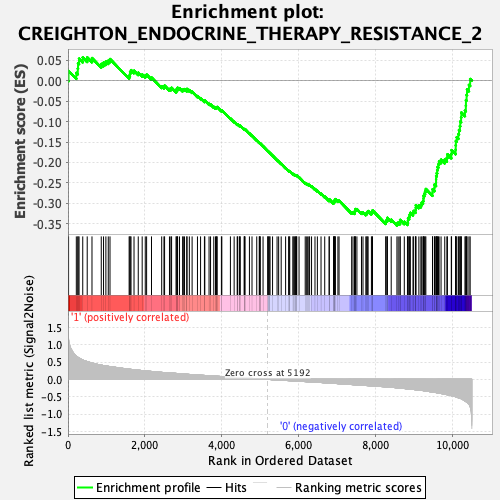 Enrichment plot:
CREIGHTON_ENDOCRINE_THERAPY_RESISTANCE_2
Enrichment score (ES)
0.05
0.00
-0.05
-0.10
-0.15
-0.20
-0.25
-0.30
-0.35
Ranked list metric (Signal2Noise)
1.5
1.0
0.5
0.0
-0.5
-1.0
-1.5
'1' (positively correlated)
Zero cross at 5192
'0' (negatively correlated)
0
2,000
4,000
6,000
8,000
10,000
Rank in Ordered Dataset
Enrichment profile
Hits
Ranking metric scores